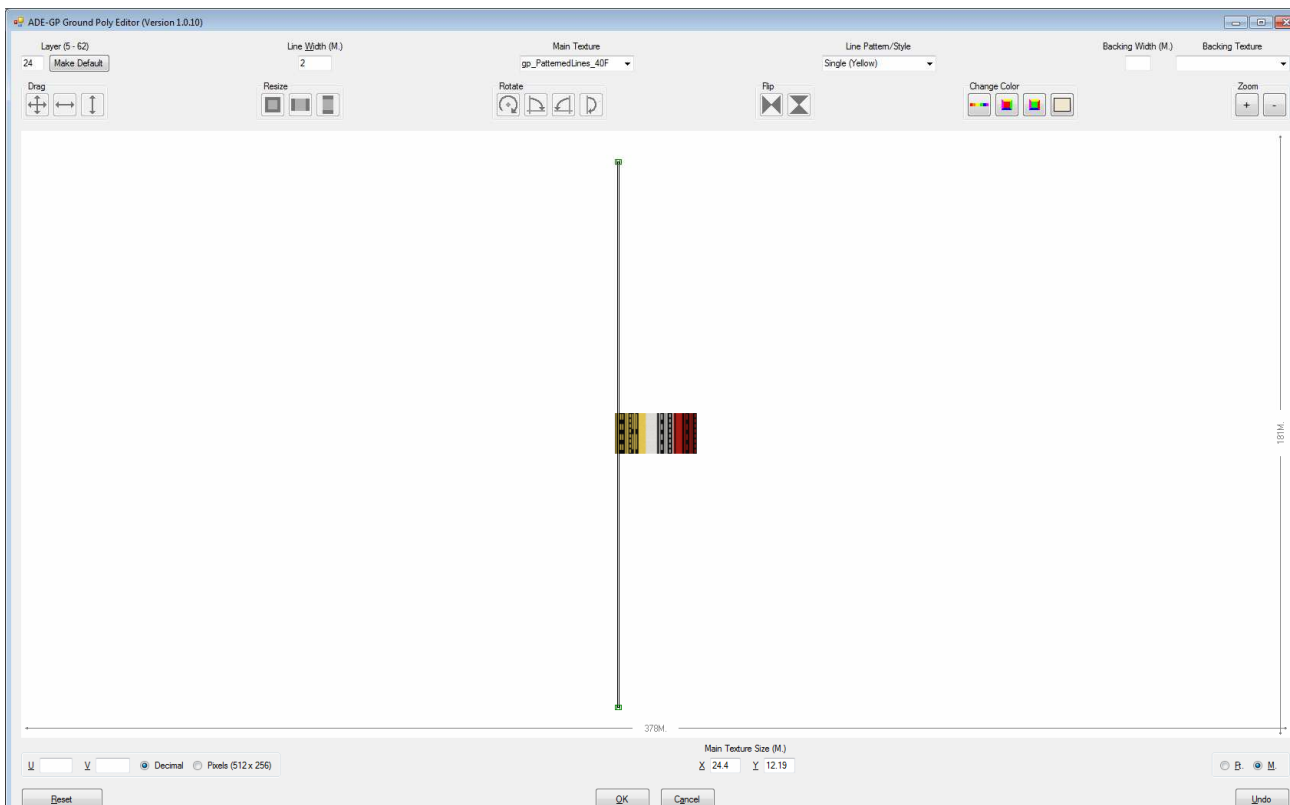 ADE-GP Ground Poly Editor (Version 1.0.10)
Layer (5 - 62) Line Width (M.) Main Texture Line Pattern/Style Backing Width (M.) Backing Texture
24 Make Default 2 gp_PatternedLines_40F Single (Yellow)
Drag Resize Rotate Flip Change Color Zoom
+ -
181M.
378M.
Main Texture Size (M.)
U V Decimal Pixels (512 x 256) X 24.4 Y 12.19 Ft. M.
Reset OK Cancel Undo